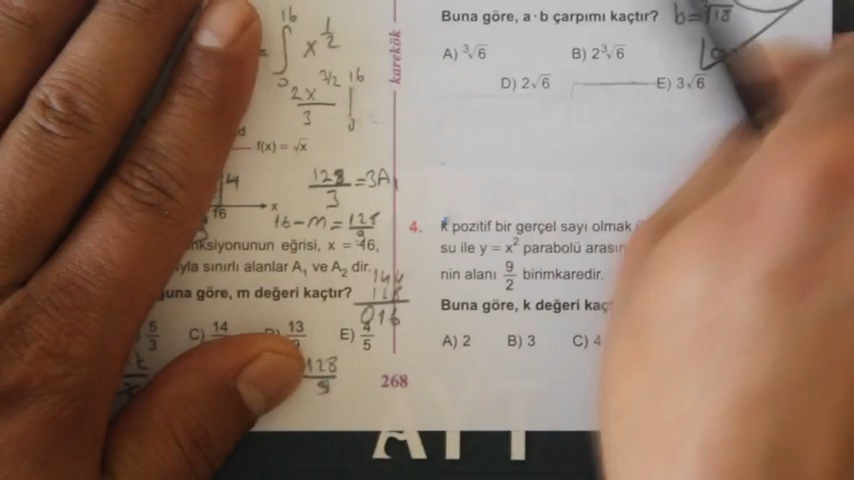 16
= ∫ x^1/2
0
2x^3/2 / 3 | 16
f(x) = √x
128/3 = 3A
4
16
x
16-m = 128/9
nksiyonunun eğrisi, x = 16,
yla sınırlı alanlar A₁ ve A₂ dir.
144
128
016
una göre, m değeri kaçtır?
5/3 C) 14 13 E) 4/5
128/9
karekök
268
Buna göre, a·b çarpımı kaçtır? b=∛18
A) ∛6 B) 2∛6
D) 2√6 E) 3√6
4. k pozitif bir gerçel sayı olmak
su ile y = x² parabolü arasın
nin alanı 9/2 birimkaredir.
Buna göre, k değeri kaç
A) 2 B) 3 C) 4
AYT